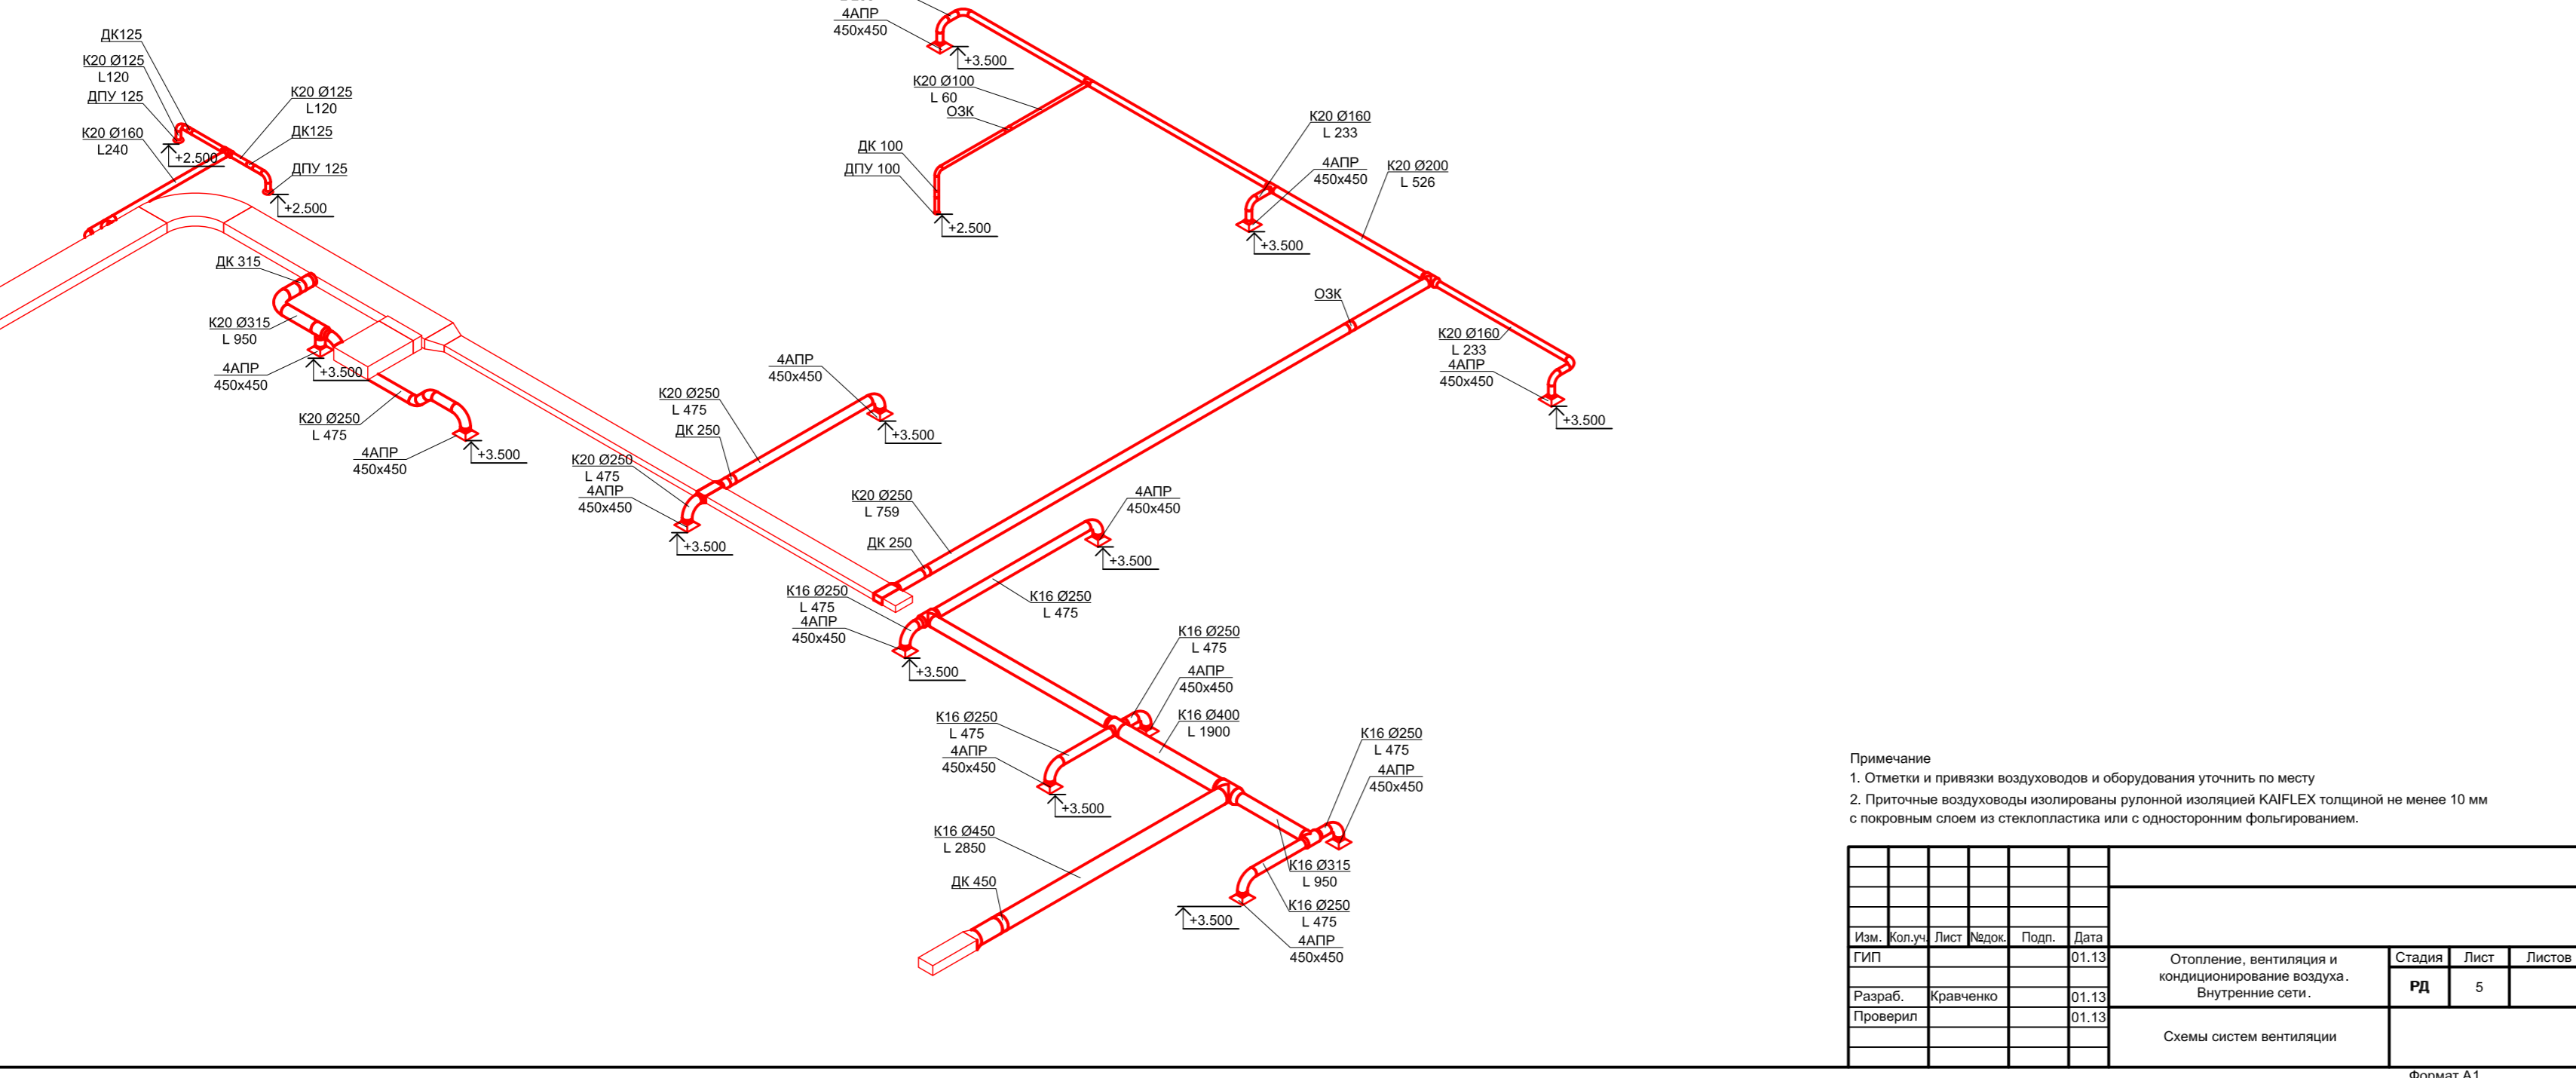 ДК125
К20 Ø125
L120
ДПУ 125
К20 Ø160
L240
+2.500
К20 Ø125
L120
ДК125
ДПУ 125
+2.500
ДК 315
К20 Ø315
L 950
4АПР
450х450
+3.500
К20 Ø250
L 475
4АПР
450х450
+3.500
4АПР
450х450
+3.500
К20 Ø100
L 60
ОЗК
ДК 100
ДПУ 100
+2.500
К20 Ø160
L 233
4АПР
450х450
+3.500
К20 Ø200
L 526
ОЗК
К20 Ø160
L 233
4АПР
450х450
+3.500
4АПР
450х450
+3.500
К20 Ø250
L 475
ДК 250
К20 Ø250
L 475
4АПР
450х450
+3.500
К20 Ø250
L 759
ДК 250
4АПР
450х450
+3.500
К16 Ø250
L 475
К16 Ø250
L 475
4АПР
450х450
+3.500
К16 Ø250
L 475
4АПР
450х450
К16 Ø400
L 1900
К16 Ø250
L 475
4АПР
450х450
+3.500
К16 Ø250
L 475
4АПР
450х450
К16 Ø450
L 2850
ДК 450
К16 Ø315
L 950
К16 Ø250
L 475
4АПР
450х450
+3.500
Примечание
1. Отметки и привязки воздуховодов и оборудования уточнить по месту
2. Приточные воздуховоды изолированы рулонной изоляцией KAIFLEX толщиной не менее 10 мм
с покровным слоем из стеклопластика или с односторонним фольгированием.
Изм. Кол.уч. Лист №док. Подп. Дата
ГИП 01.13
Разраб. Кравченко 01.13
Проверил 01.13
Отопление, вентиляция и
кондиционирование воздуха.
Внутренние сети.
Стадия Лист Листов
РД 5
Схемы систем вентиляции
Формат А1